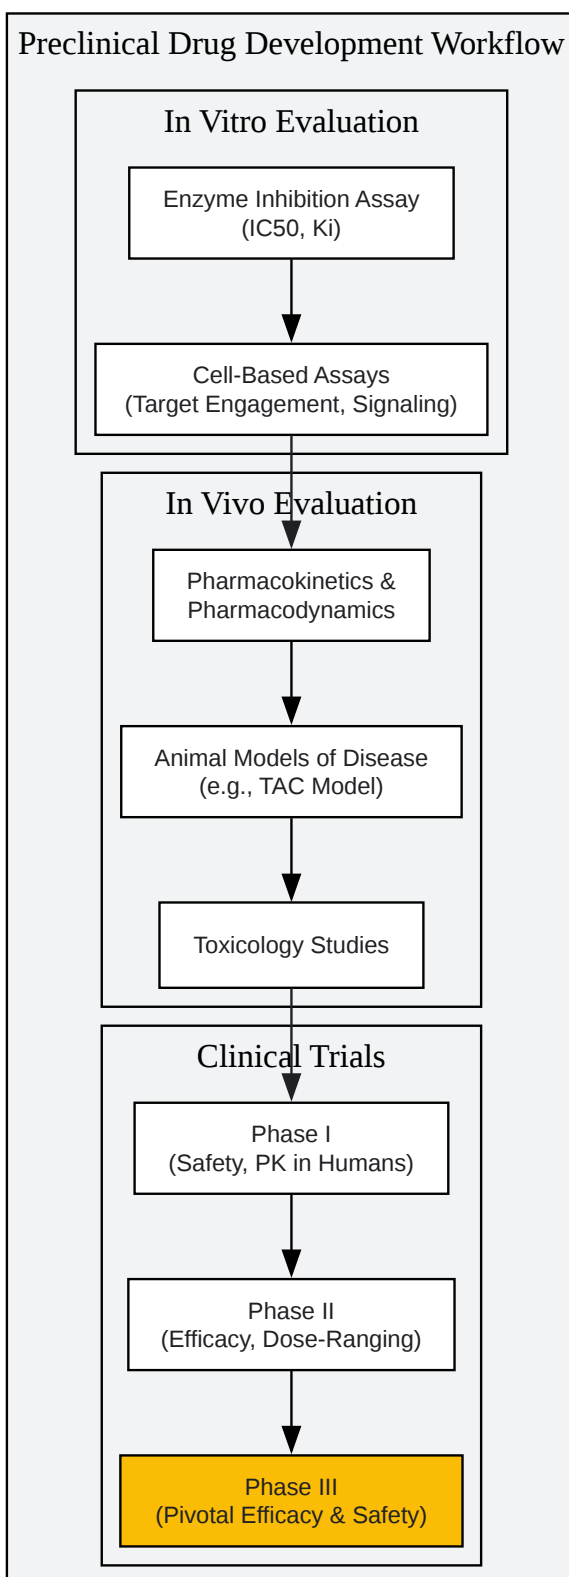 Preclinical Drug Development Workflow
In Vitro Evaluation
Enzyme Inhibition Assay
(IC50, Ki)
Cell-Based Assays
(Target Engagement, Signaling)
In Vivo Evaluation
Pharmacokinetics &
Pharmacodynamics
Animal Models of Disease
(e.g., TAC Model)
Toxicology Studies
Clinical Trials
Phase I
(Safety, PK in Humans)
Phase II
(Efficacy, Dose-Ranging)
Phase III
(Pivotal Efficacy & Safety)